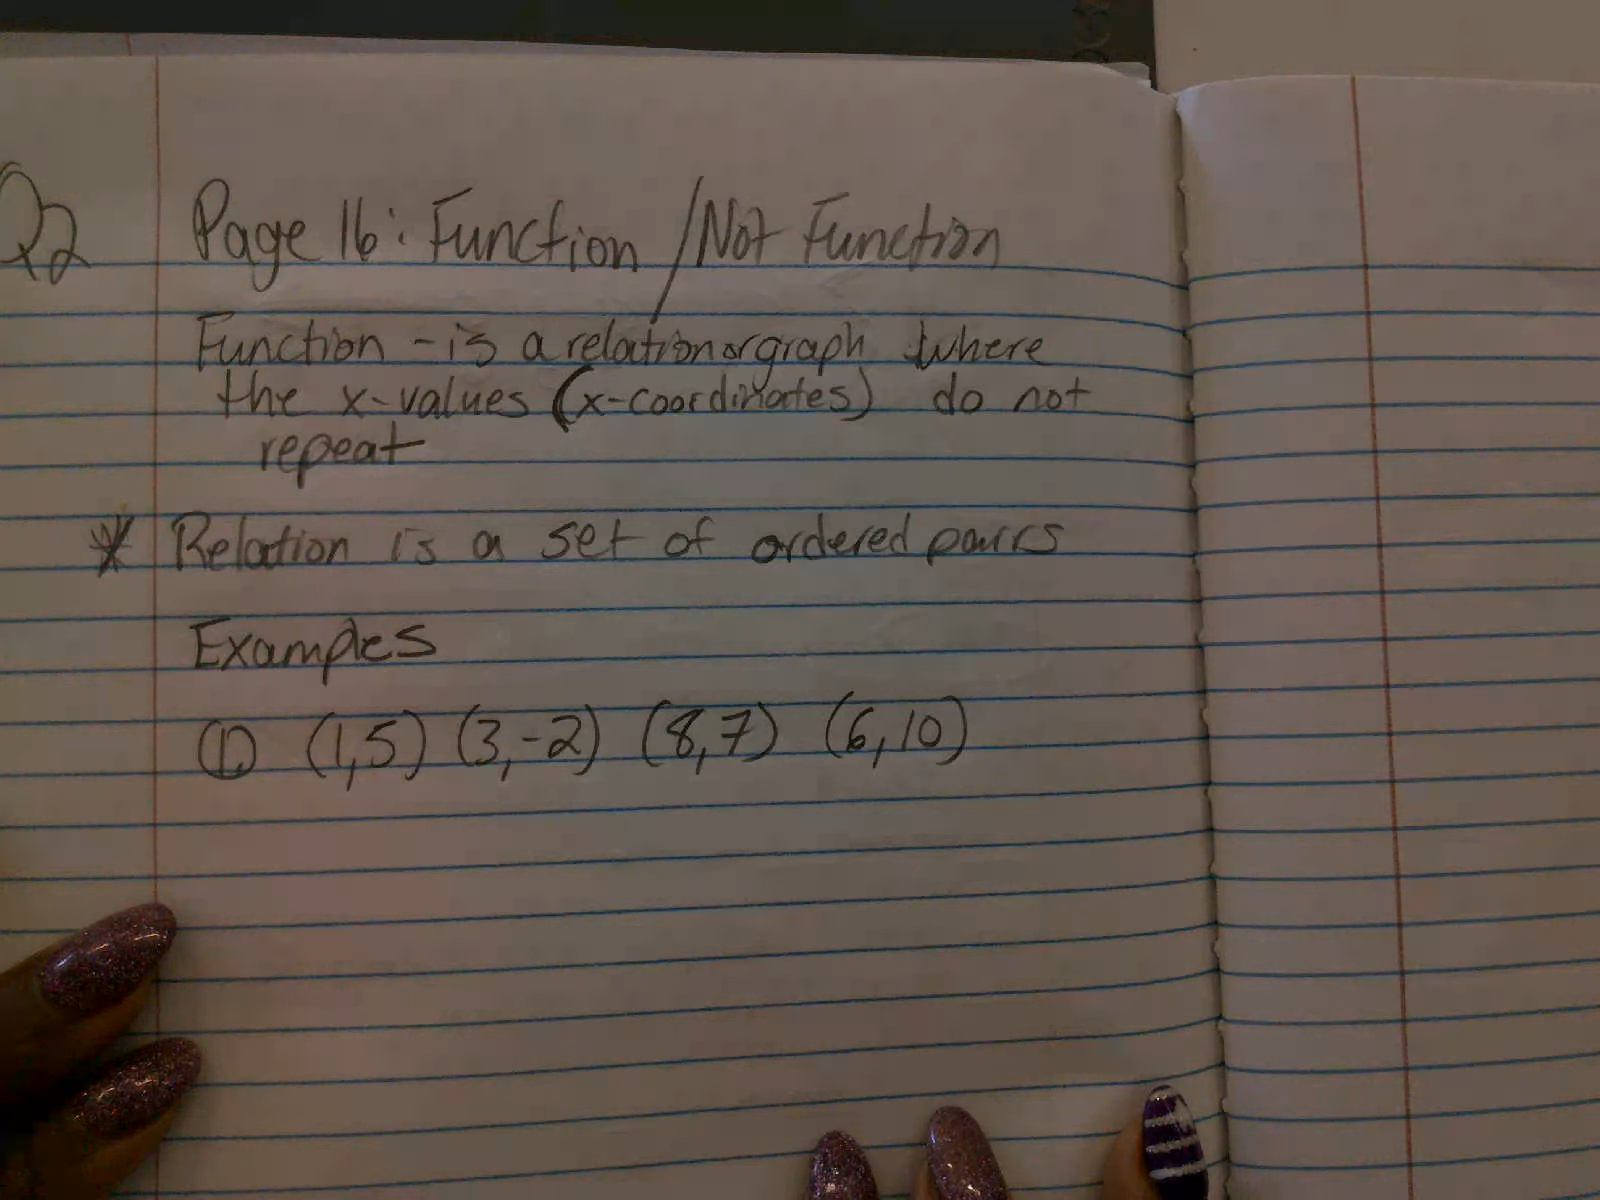 Q2 Page 16: Function / Not Function
Function - is a relation or graph where
the x-values (x-coordinates) do not
repeat
* Relation is a set of ordered pairs
Examples
① (1,5) (3,-2) (8,7) (6,10)